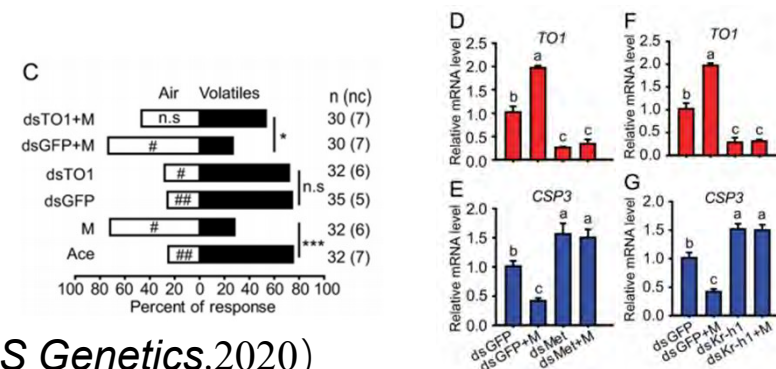 C
Air Volatiles
n (nc)
dsTO1+M n.s 30 (7)
*
dsGFP+M # 30 (7)
dsTO1 # 32 (6)
n.s
dsGFP ## 35 (5)
M # 32 (6)
***
Ace ## 32 (7)
100 80 60 40 20 0 20 40 60 80 100
Percent of response
S Genetics.2020)
D
TO1
Relative mRNA level
2.5
2.0
1.5
1.0
0.5
0.0
b a c c
F
TO1
Relative mRNA level
2.5
2.0
1.5
1.0
0.5
0.0
b a c c
E
CSP3
Relative mRNA level
2.0
1.5
1.0
0.5
0.0
b c a a
dsGFP
dsGFP+M
dsMet
dsMet+M
G
CSP3
Relative mRNA level
2.0
1.5
1.0
0.5
0.0
b c a a
dsGFP
dsGFP+M
dsKr-h1
dsKr-h1+M